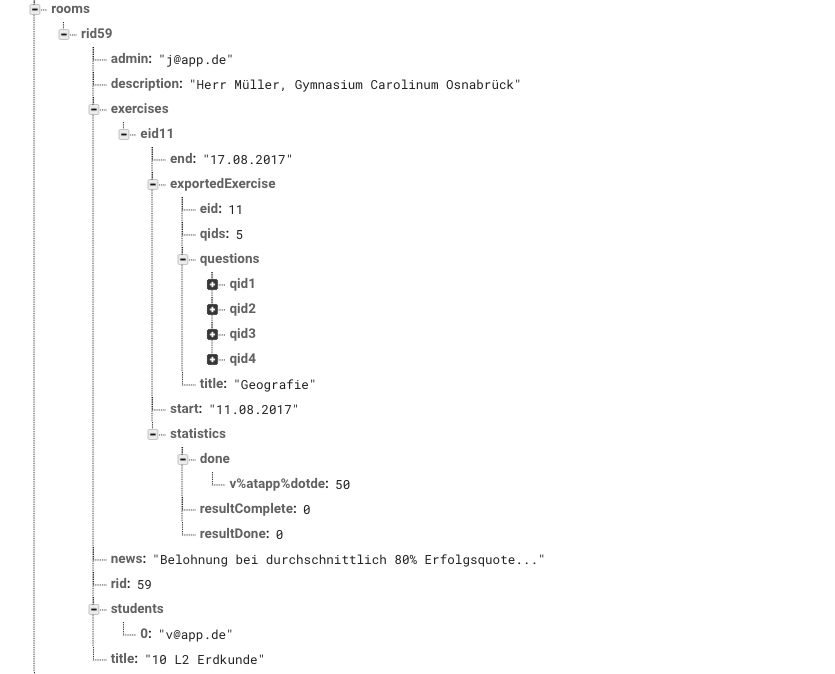 rooms
rid59
admin: "j@app.de"
description: "Herr Müller, Gymnasium Carolinum Osnabrück"
exercises
eid11
end: "17.08.2017"
exportedExercise
eid: 11
qids: 5
questions
qid1
qid2
qid3
qid4
title: "Geografie"
start: "11.08.2017"
statistics
done
v%atapp%dotde: 50
resultComplete: 0
resultDone: 0
news: "Belohnung bei durchschnittlich 80% Erfolgsquote..."
rid: 59
students
0: "v@app.de"
title: "10 L2 Erdkunde"